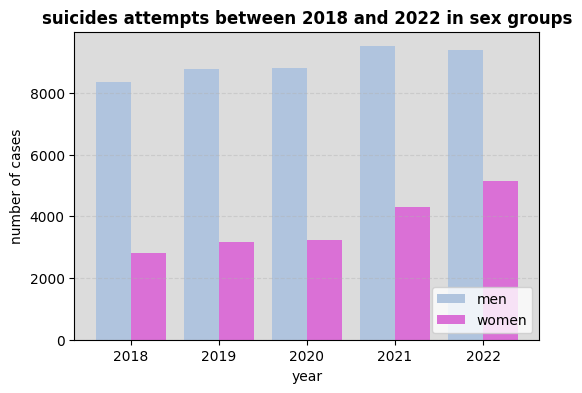 suicides attempts between 2018 and 2022 in sex groups
number of cases
8000
6000
4000
2000
0
2018 2019 2020 2021 2022
year
men
women